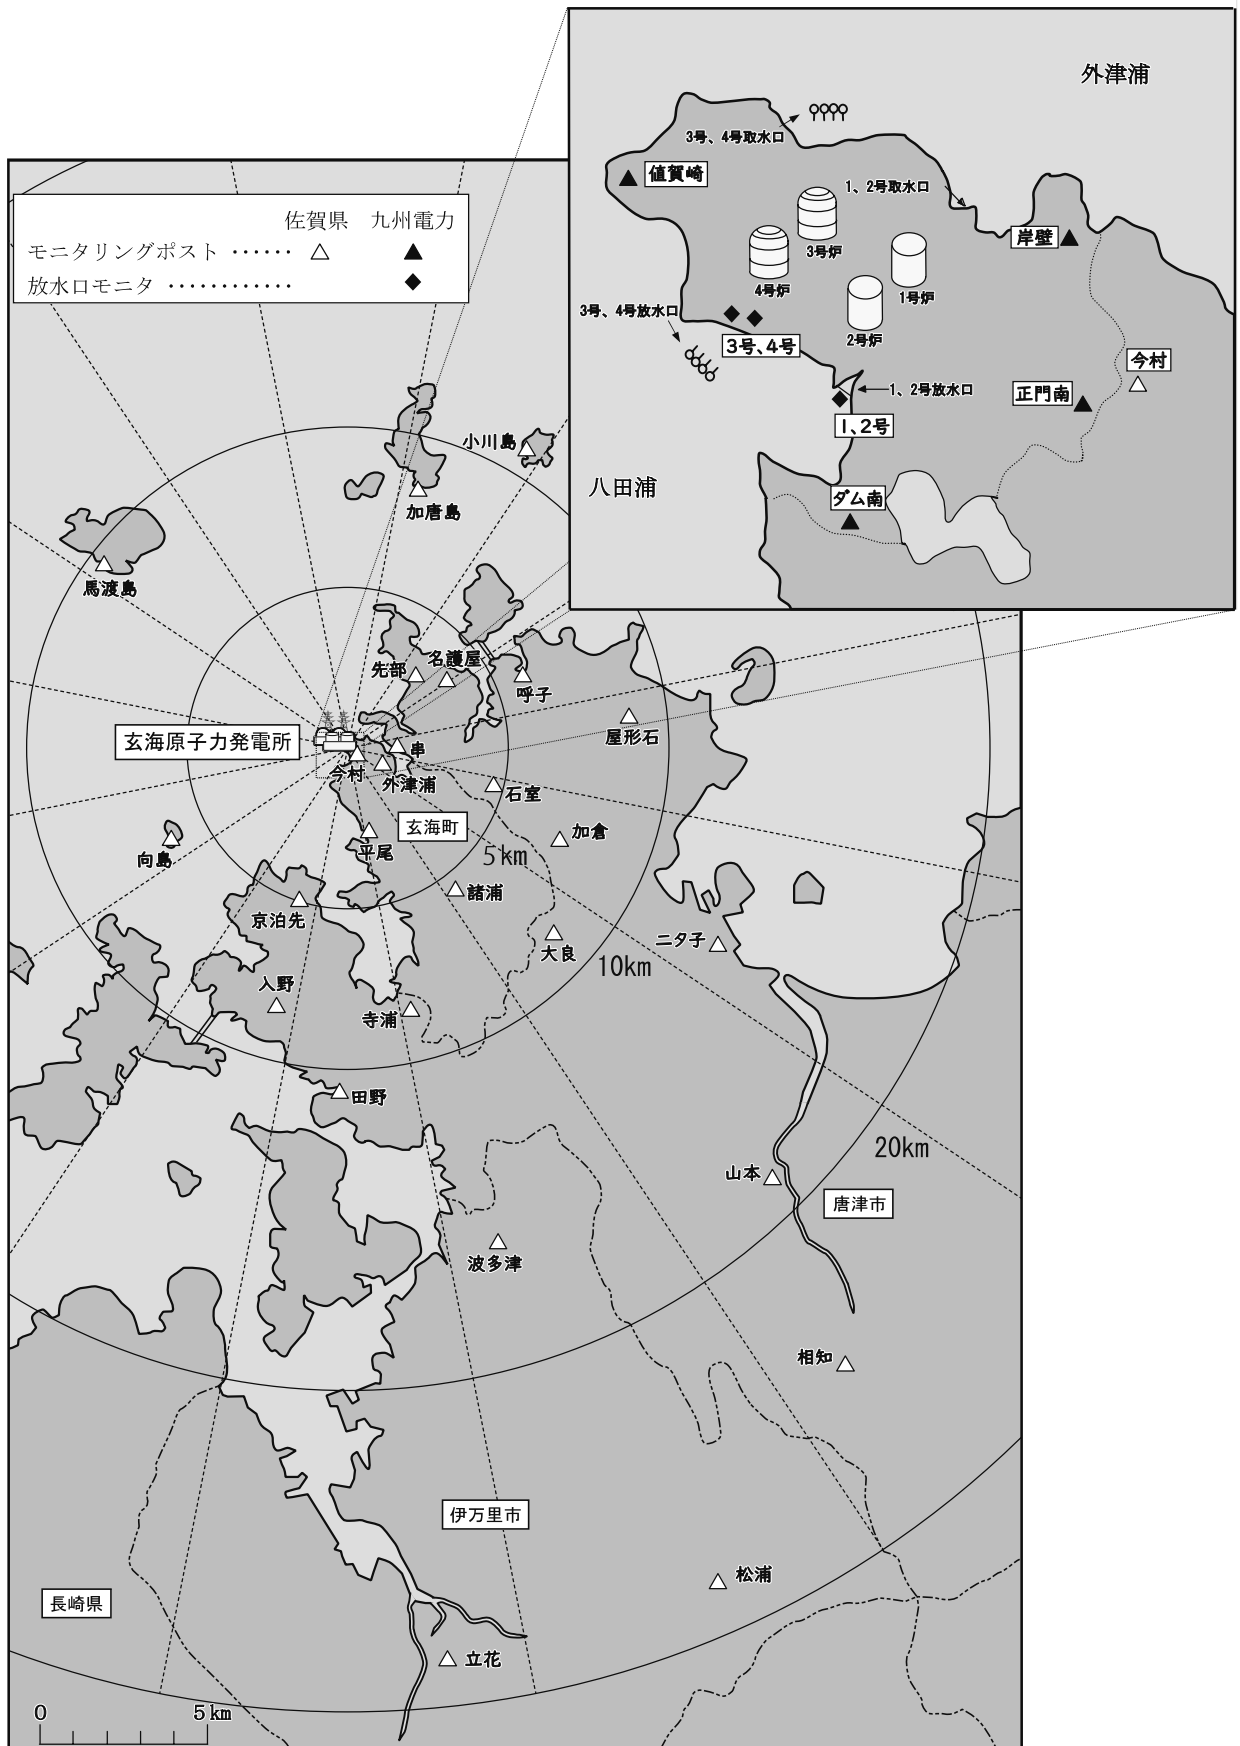 外津浦
3号、4号取水口
値賀崎
1、2号取水口
岸壁
3号炉
4号炉
1号炉
2号炉
3号、4号放水口
3号、4号
今村
1、2号放水口
正門南
1、2号
八田浦
ダム南
佐賀県 九州電力
モニタリングポスト ‥‥‥ △ ▲
放水口モニタ ‥‥‥‥‥‥ ◆
小川島
加唐島
馬渡島
名護屋
先部
呼子
屋形石
玄海原子力発電所
串
今村
外津浦
石室
玄海町
加倉
平尾
5km
向島
諸浦
京泊先
二タ子
大良
10km
入野
寺浦
田野
20km
山本
唐津市
波多津
相知
伊万里市
松浦
長崎県
立花
0 5km